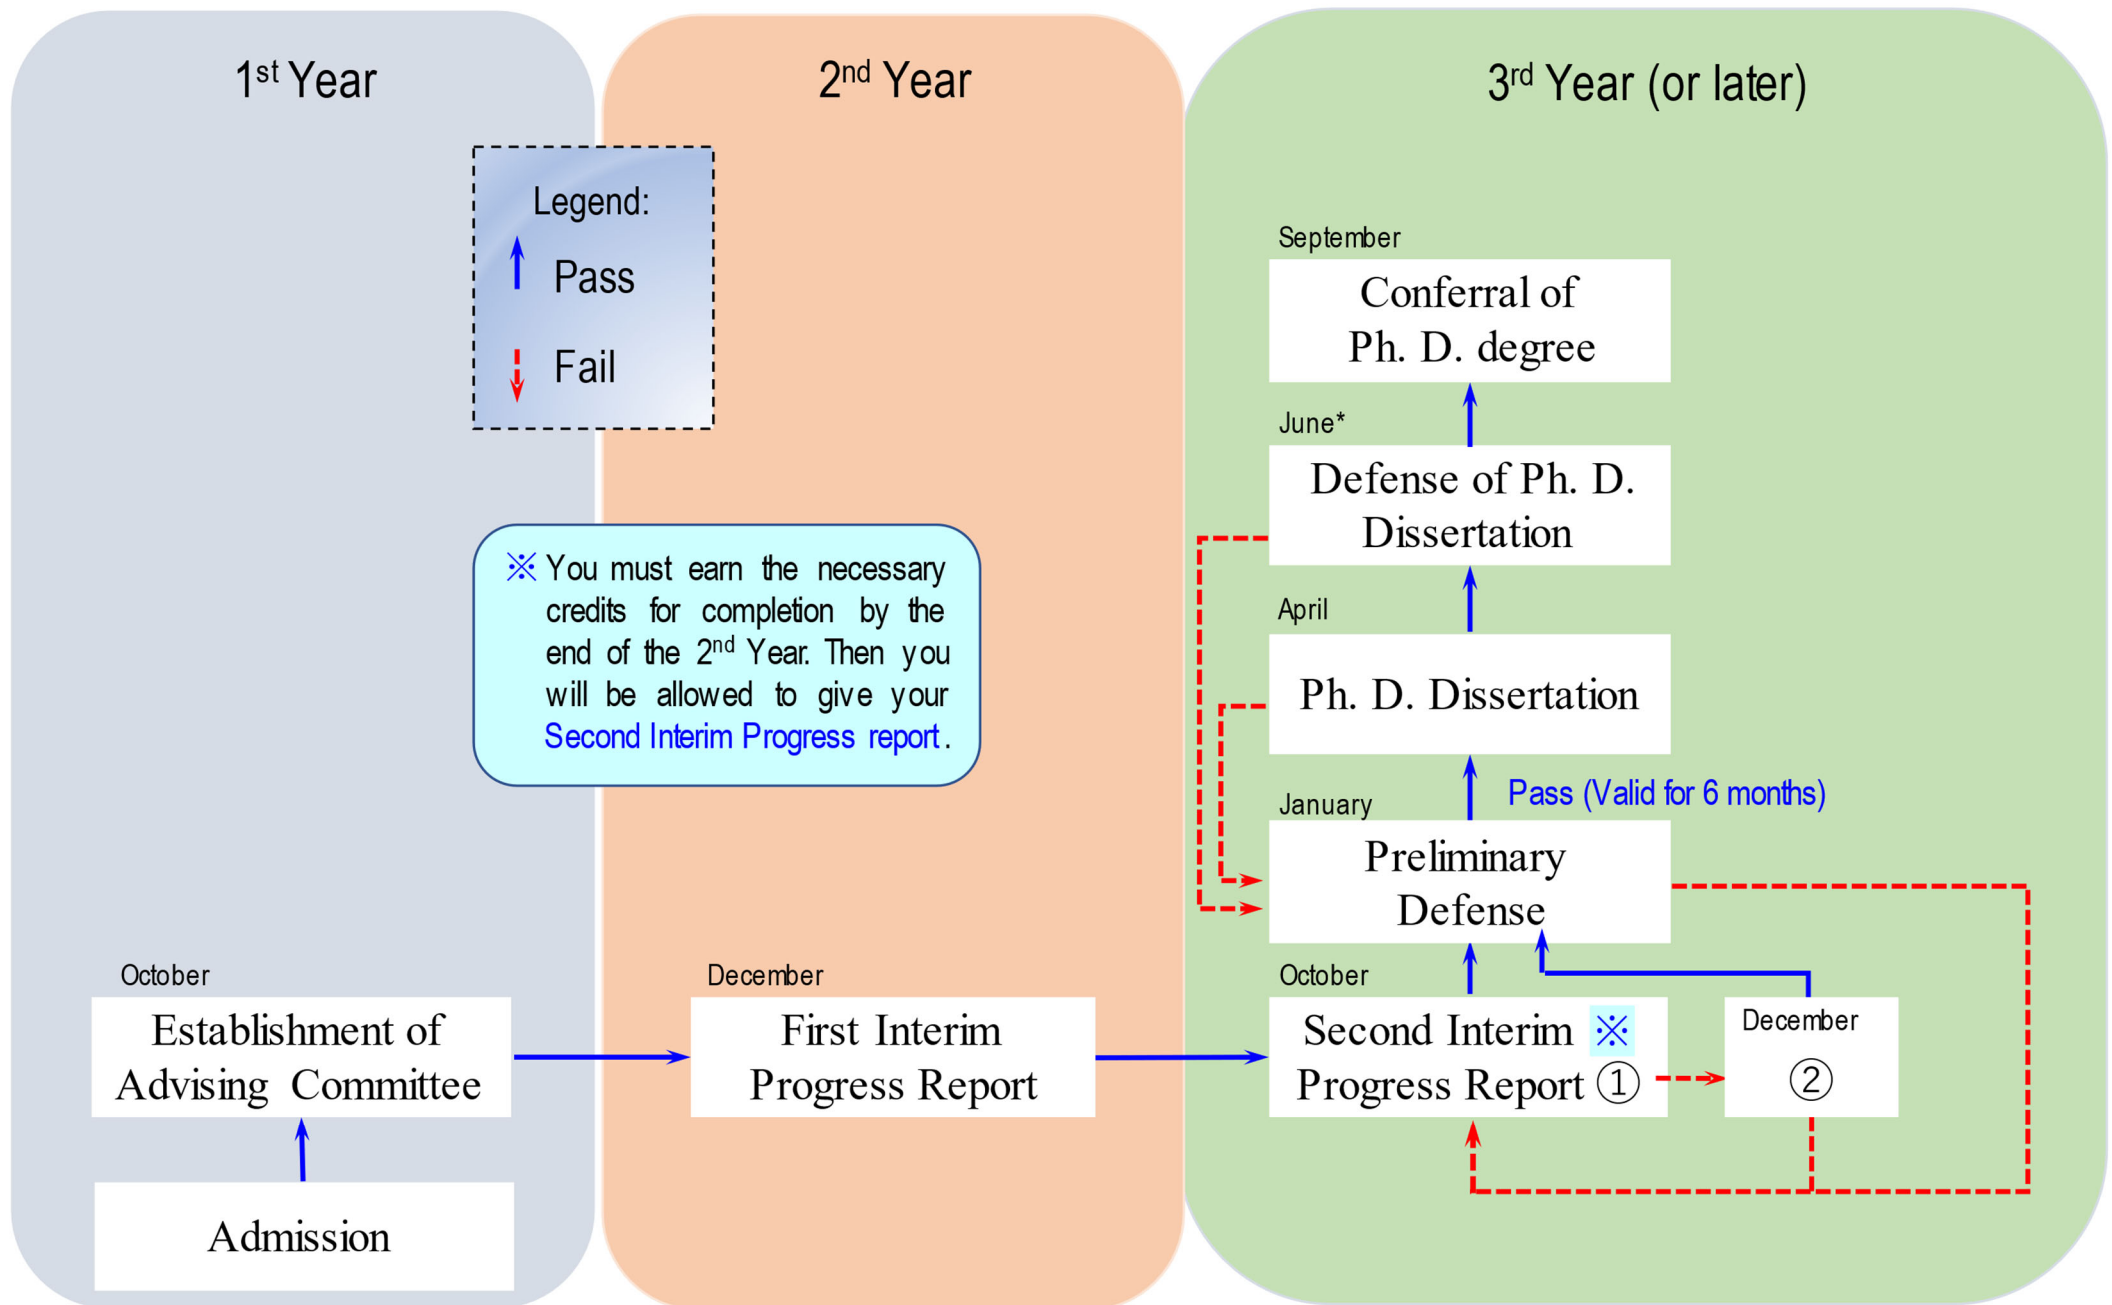 1st Year
2nd Year
3rd Year (or later)
Legend:
Pass
Fail
※ You must earn the necessary
credits for completion by the
end of the 2nd Year. Then you
will be allowed to give your
Second Interim Progress report.
October
Establishment of
Advising Committee
Admission
December
First Interim
Progress Report
September
Conferral of
Ph. D. degree
June*
Defense of Ph. D.
Dissertation
April
Ph. D. Dissertation
Pass (Valid for 6 months)
January
Preliminary
Defense
October
Second Interim ※
Progress Report ①
December
②